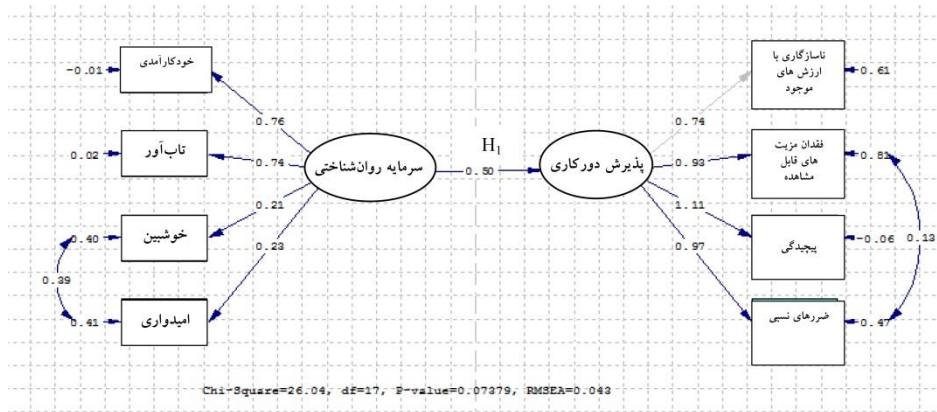 خودکارآمدی
-0.01
0.76
تاب‌آور
0.02
0.74
سرمایه روان‌شناختی
خوشبین
0.40
0.21
0.39
امیدواری
0.41
0.23
H1
0.50
پذیرش دورکاری
ناسازگاری با
ارزش های
موجود
0.61
0.74
فقدان مزیت
های قابل
مشاهده
0.81
0.93
پیچیدگی
-0.06
1.11
0.13
ضررهای نسبی
0.47
0.97
Chi-Square=26.04, df=17, P-value=0.07379, RMSEA=0.043